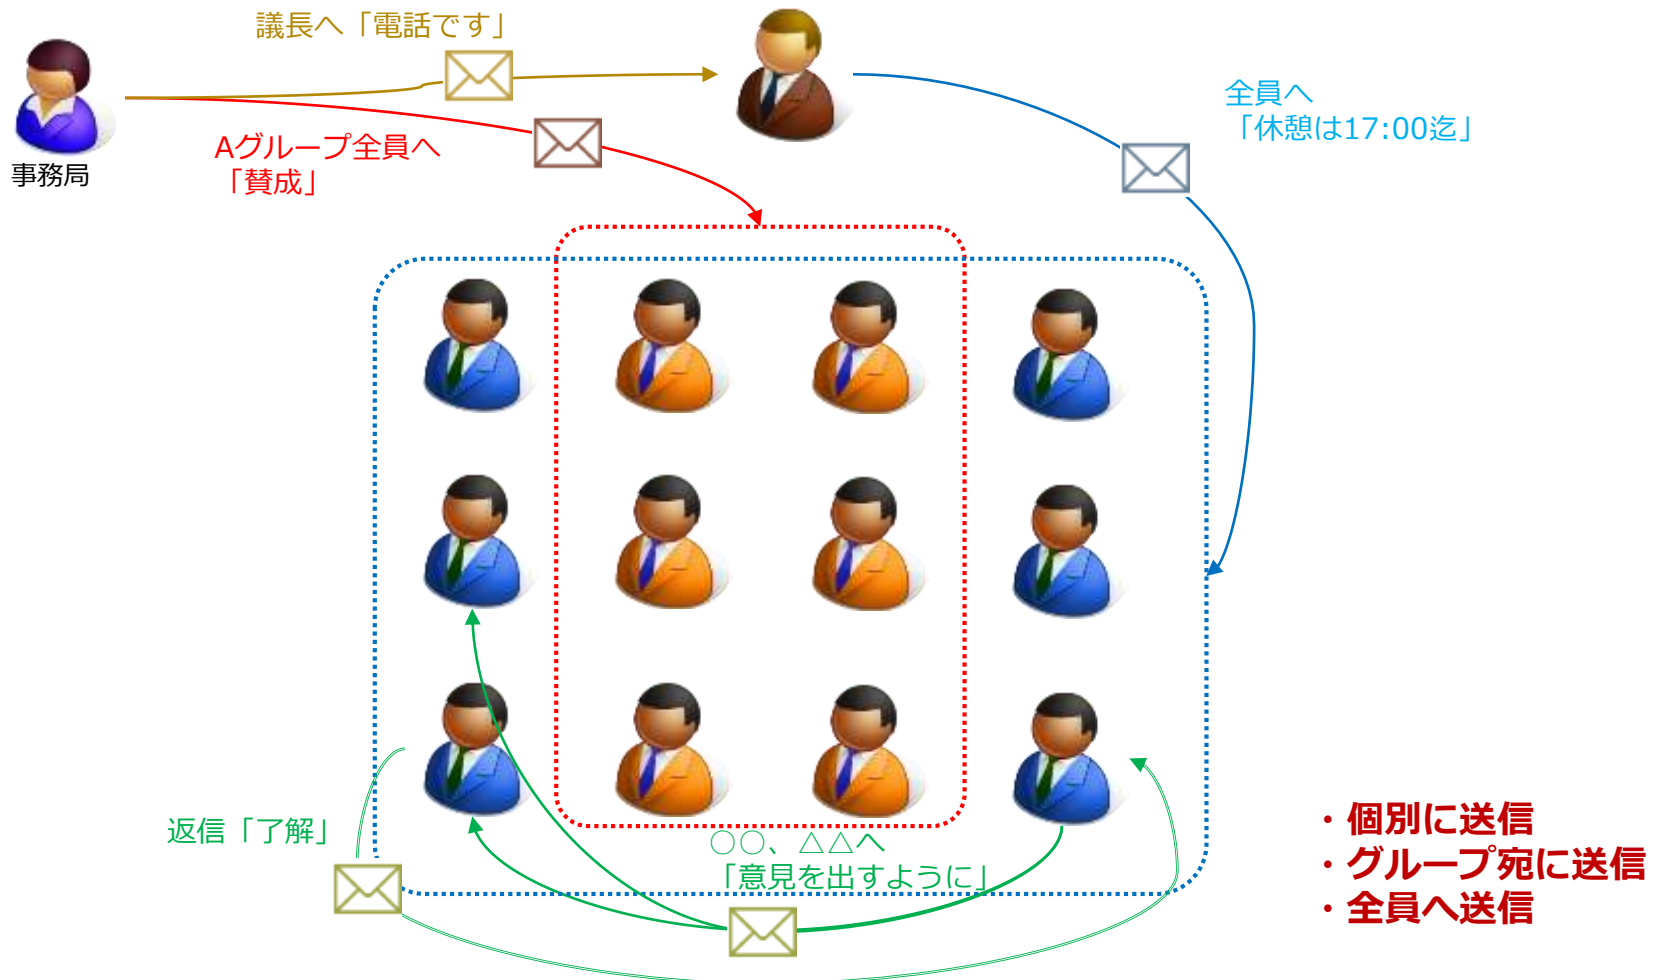 議長へ「電話です」
事務局
Aグループ全員へ
「賛成」
全員へ
「休憩は17:00迄」
返信「了解」
○○、△△へ
「意見を出すように」
・個別に送信
・グループ宛に送信
・全員へ送信